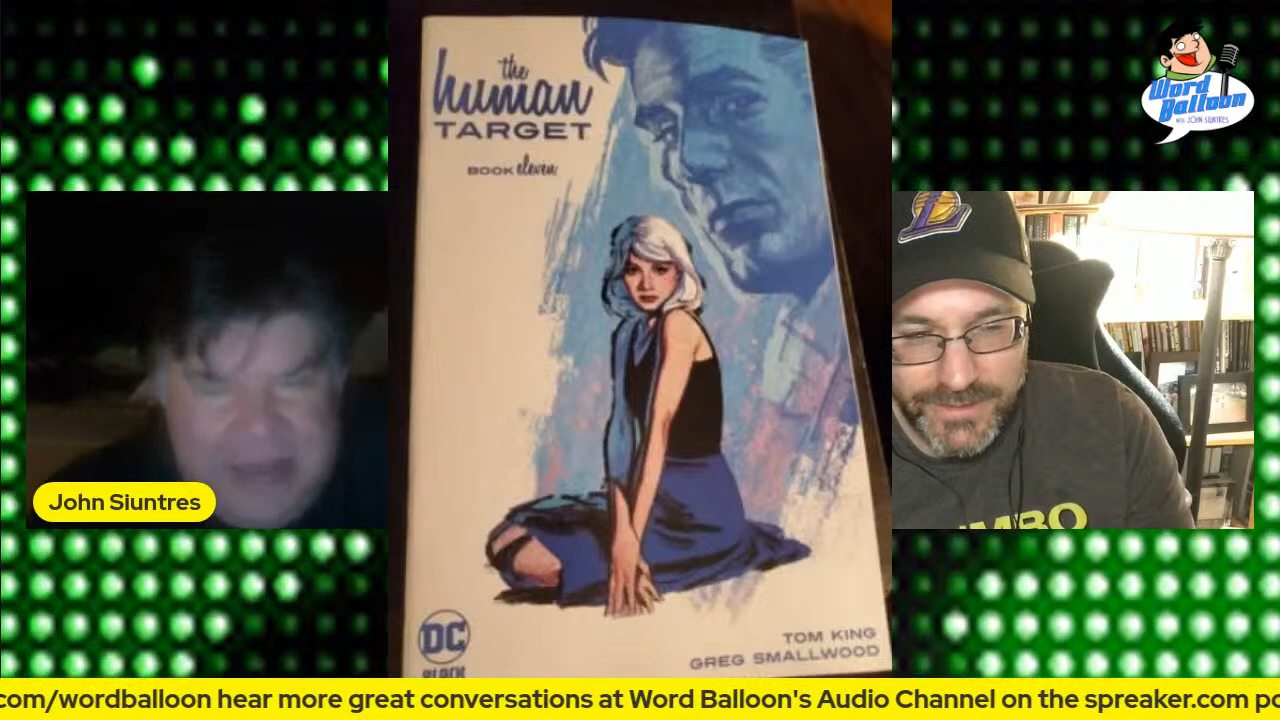 the
human
TARGET
BOOK eleven
Word
Balloon
WITH JOHN SIUNTRES
John Siuntres
DC
BLACK
TOM KING
GREG SMALLWOOD
.com/wordballoon hear more great conversations at Word Balloon's Audio Channel on the spreaker.com po